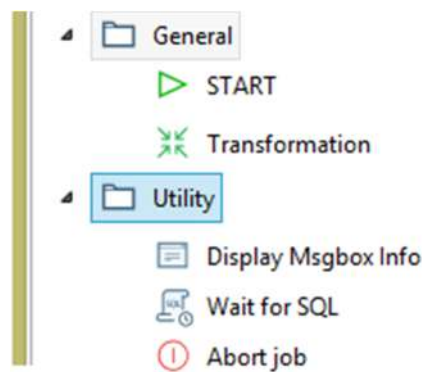 General
START
Transformation
Utility
Display Msgbox Info
Wait for SQL
Abort job